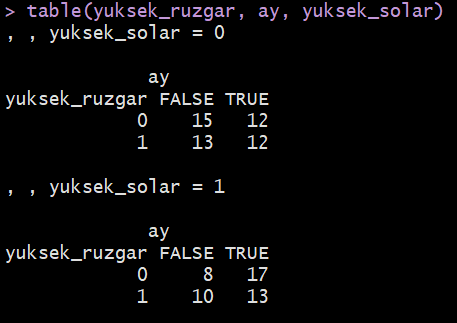 > table(yuksek_ruzgar, ay, yuksek_solar)
, , yuksek_solar = 0
ay
yuksek_ruzgar FALSE TRUE
0 15 12
1 13 12
, , yuksek_solar = 1
ay
yuksek_ruzgar FALSE TRUE
0 8 17
1 10 13